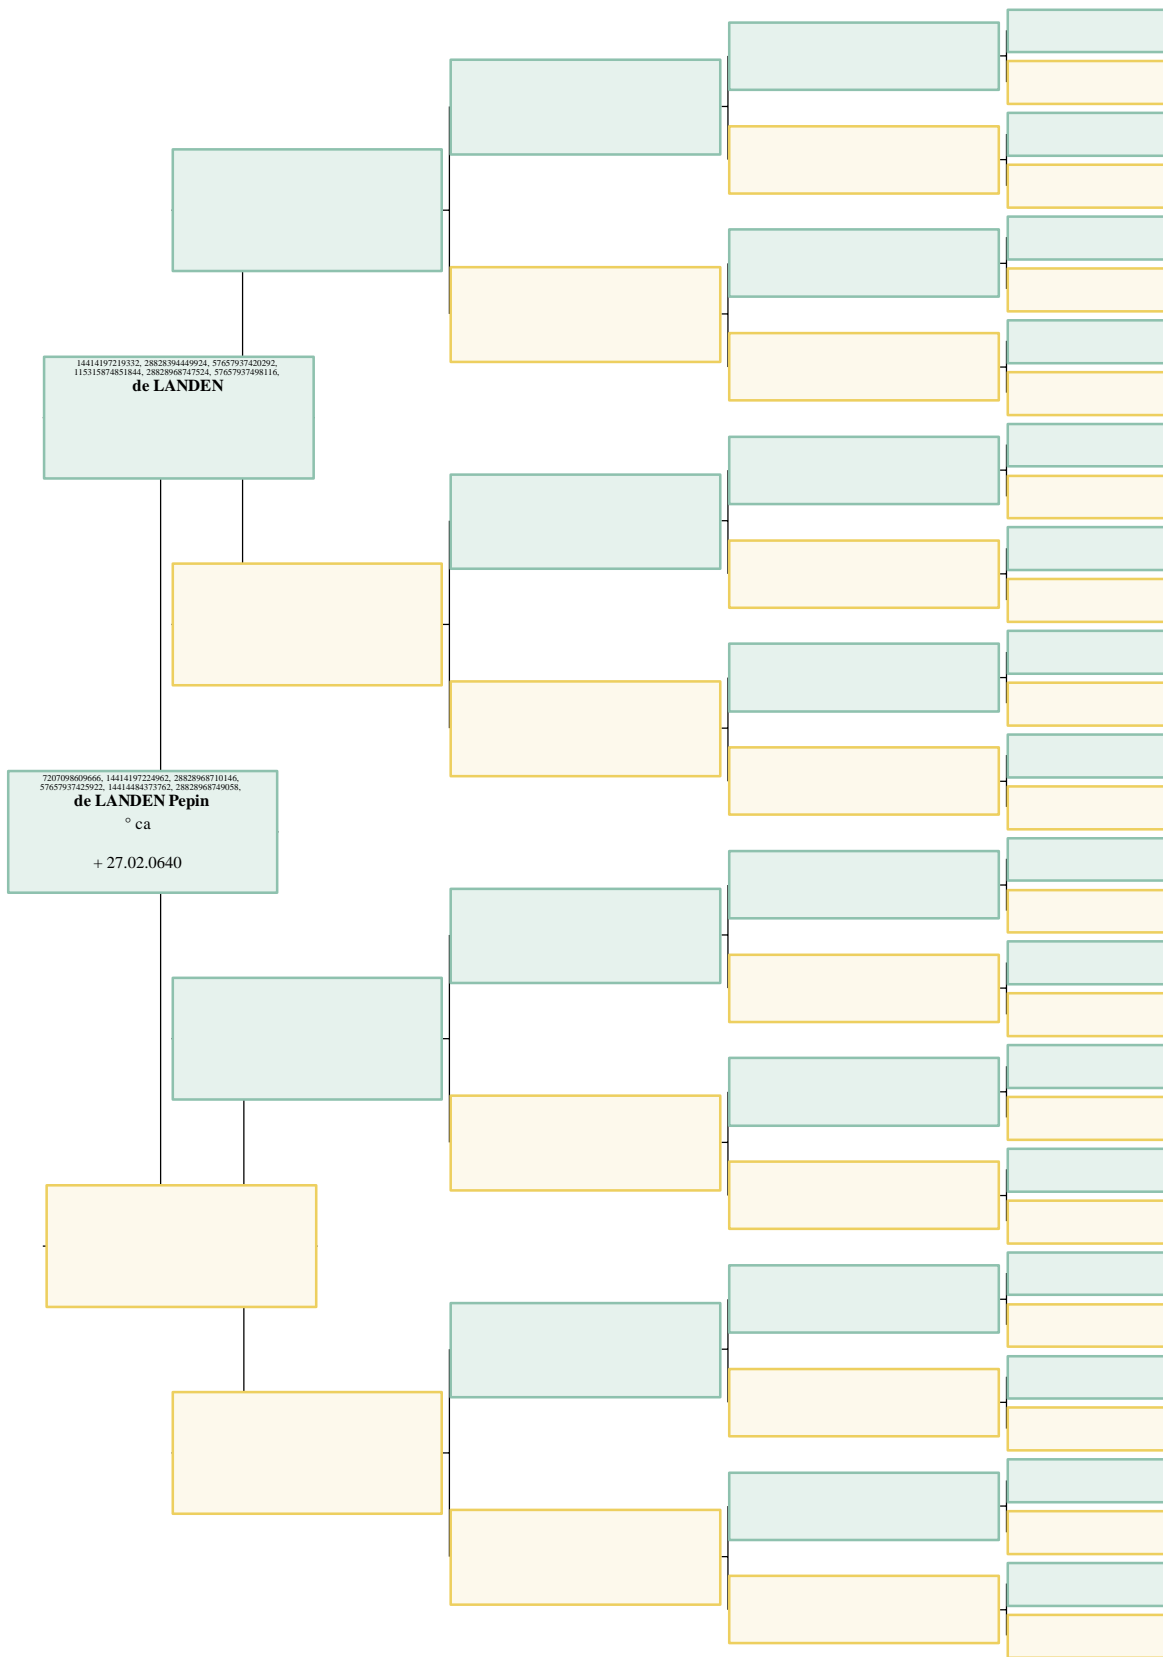 14414197219332, 28828394449924, 57657937420292,
115315874851844, 28828968747524, 57657937498116,
de LANDEN
7207098609666, 14414197224962, 28828968710146,
57657937425922, 14414484373762, 28828968749058,
de LANDEN Pepin
° ca
+ 27.02.0640